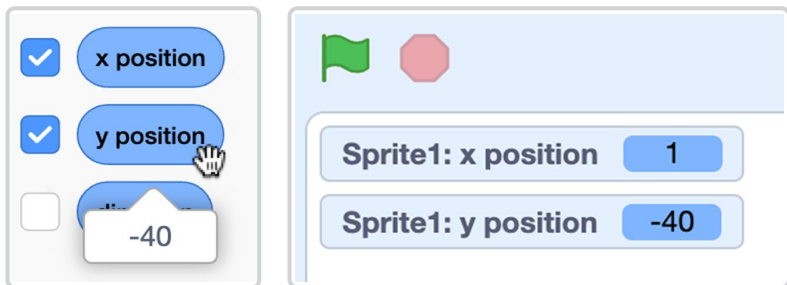 x position
y position
-40
Sprite1: x position 1
Sprite1: y position -40